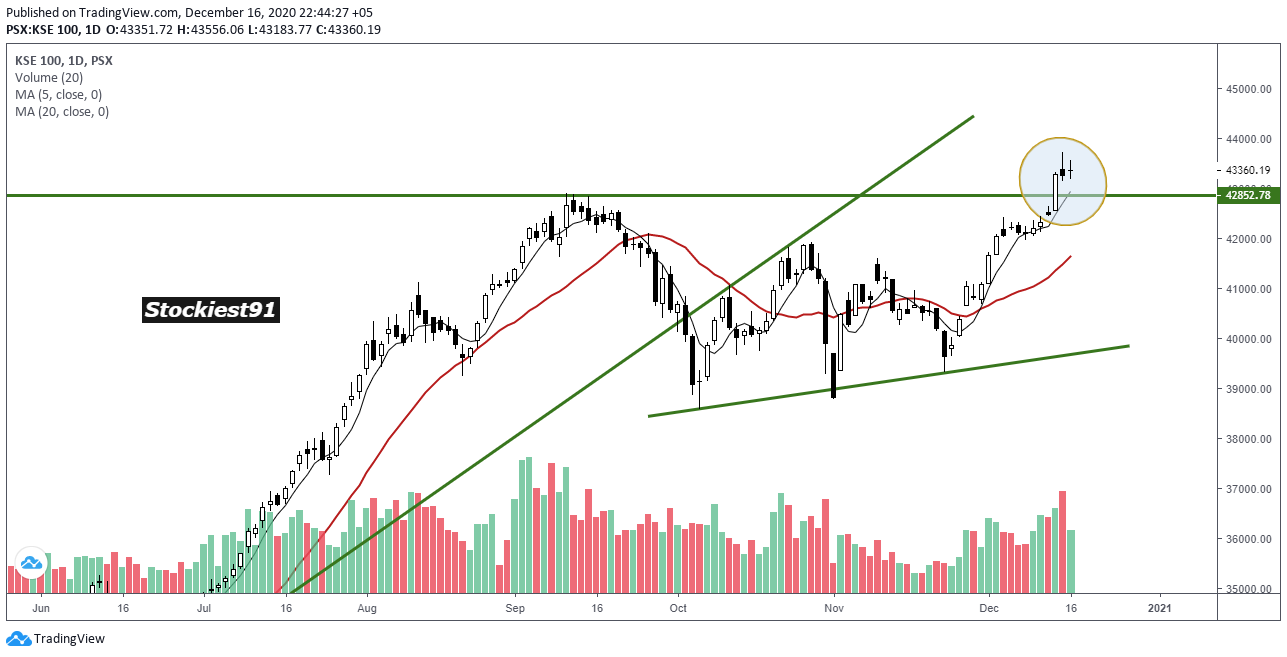 Published on TradingView.com, December 16, 2020 22:44:27 +05
PSX:KSE 100, 1D O:43351.72 H:43556.06 L:43183.77 C:43360.19
KSE 100, 1D, PSX
Volume (20)
MA (5, close, 0)
MA (20, close, 0)
45000.00
44000.00
43360.19
42852.78
42000.00
41000.00
Stockiest91
40000.00
39000.00
38000.00
37000.00
36000.00
35000.00
Jun 16 Jul 16 Aug Sep 16 Oct Nov Dec 16 2021
TradingView